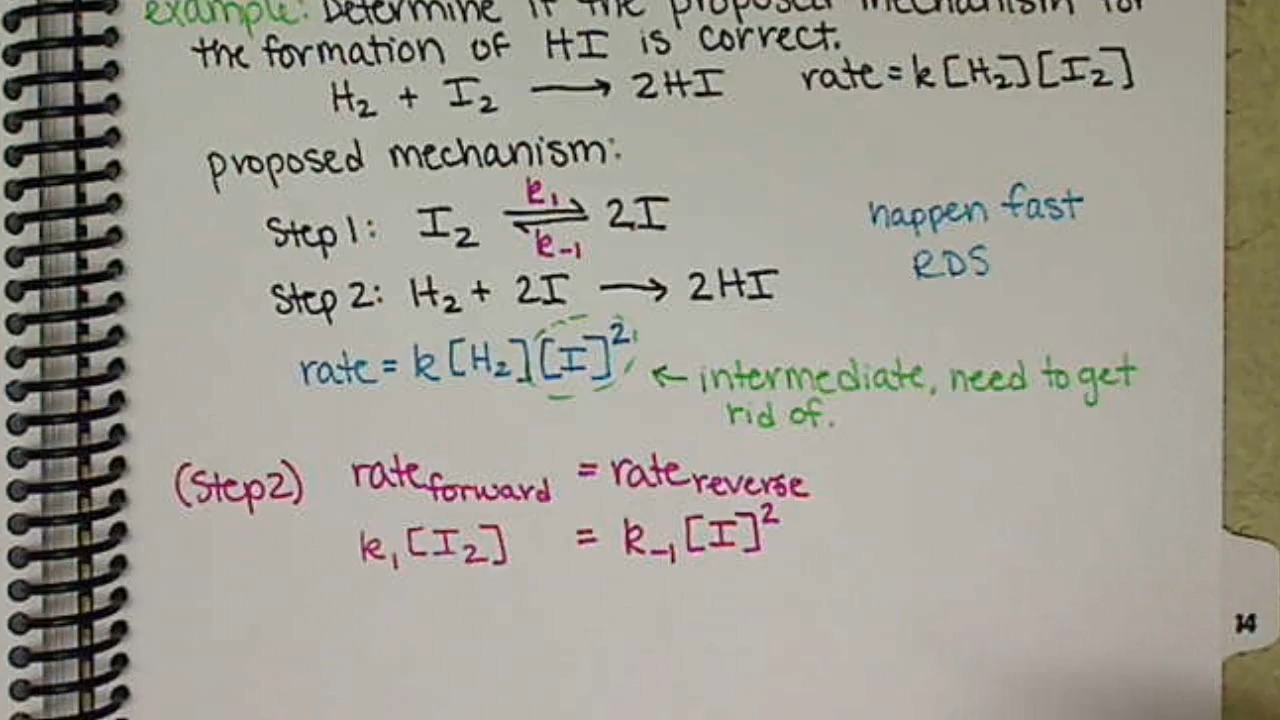 example: Determine if the proposed mechanism for
the formation of HI is correct.
H₂ + I₂ ⟶ 2HI rate = k[H₂][I₂]
proposed mechanism:
Step 1: I₂ ⇌ 2I happen fast
k₁
k₋₁
Step 2: H₂ + 2I ⟶ 2HI RDS
rate = k[H₂][I]² ← intermediate, need to get
rid of.
(Step2) rate forward = rate reverse
k₁[I₂] = k₋₁[I]²
14